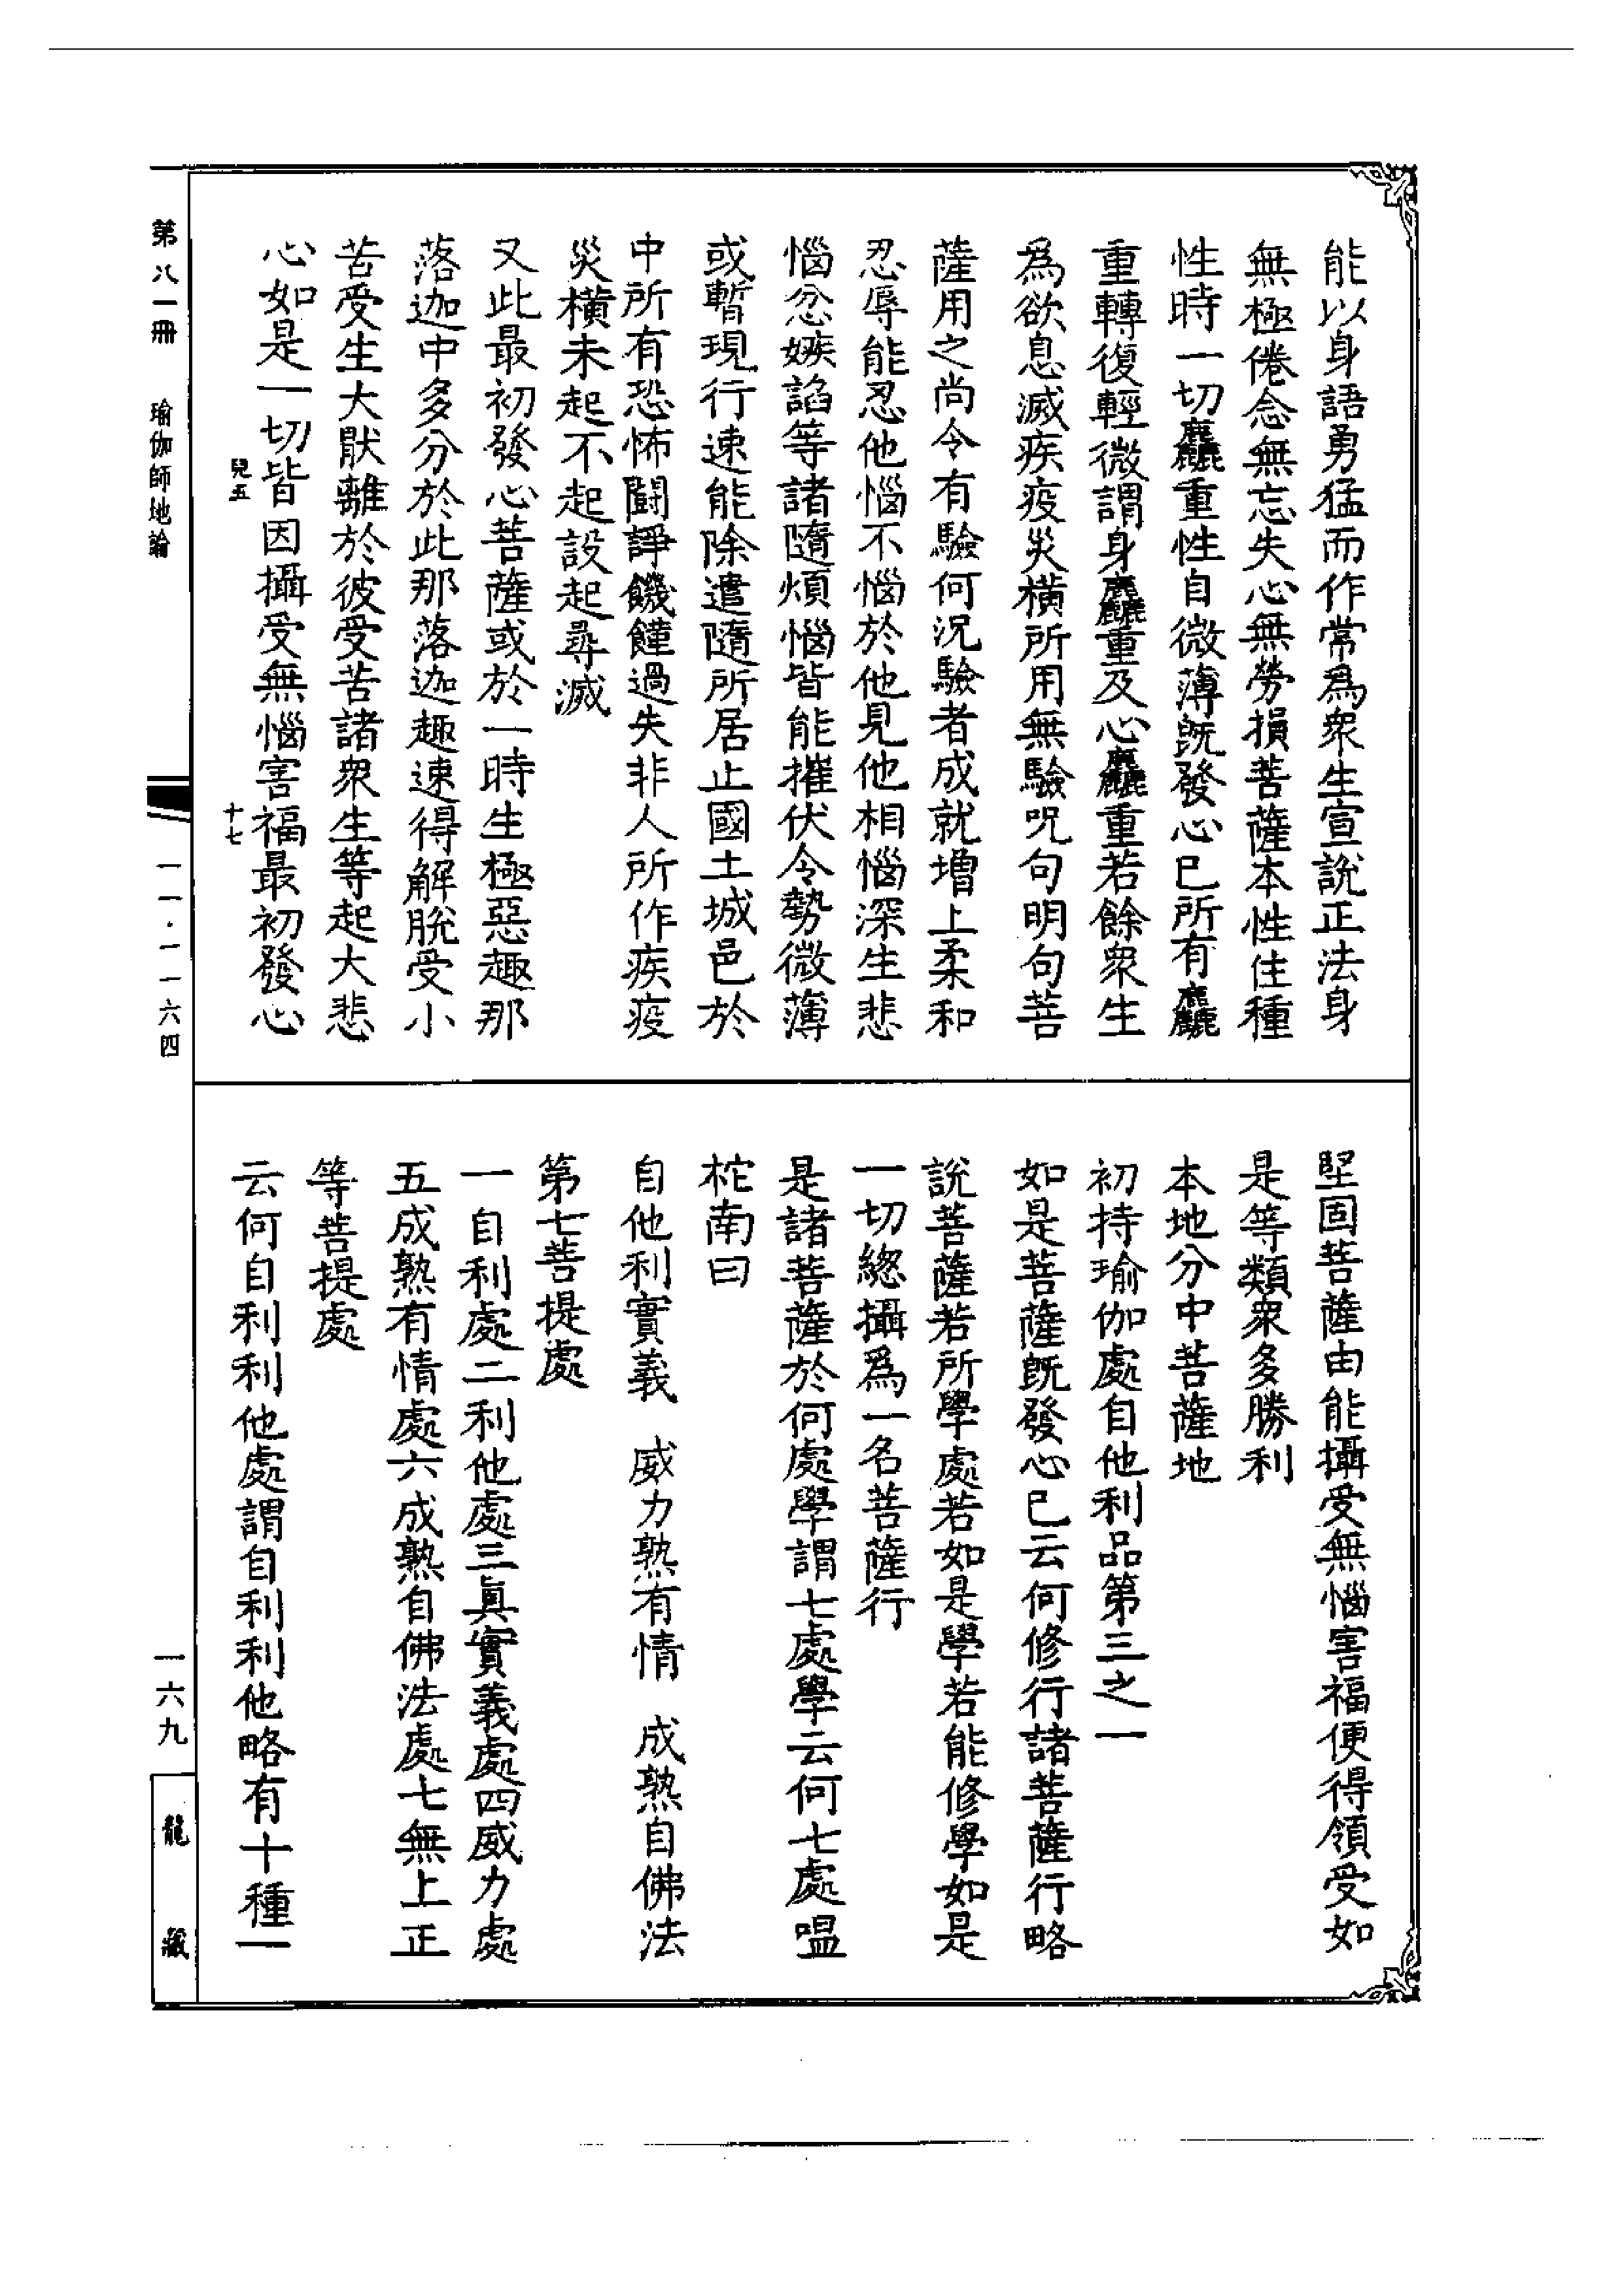 能以身語勇猛而作常爲衆生宣說正法身
無極倦念無忘失心無勞損菩薩本性住種
性時一切麤重性自微薄既發心已所有麤
重轉復輕微謂身麤重及心麤重若餘衆生
爲欲息滅疾疫災橫所用無驗呪句明句菩
薩用之尚令有驗何況驗者成就增上柔和
忍辱能忍他惱不惱於他見他相惱深生悲
惱忿嫉諂等諸隨煩惱皆能摧伏令勢微薄
或暫現行速能除遣隨所居止國土城邑於
中所有恐怖鬪諍饑饉過失非人所作疾疫
災橫未起不起設起尋滅
又此最初發心菩薩或於一時生極惡趣那
落迦中多分於此那落迦趣速得解脫受小
苦受生大猒離於彼受苦諸衆生等起大悲
心如是一切皆因攝受無惱害福最初發心
兒五
十七
堅固菩薩由能攝受無惱害福便得領受如
是等類衆多勝利
本地分中菩薩地
初持瑜伽處自他利品第三之一
如是菩薩既發心已云何修行諸菩薩行略
說菩薩若所學處若如是學若能修學如是
一切總攝爲一名菩薩行
是諸菩薩於何處學謂七處學云何七處嗢
柁南曰
自他利實義 威力熟有情 成熟自佛法
第七菩提處
一自利處二利他處三眞實義處四威力處
五成熟有情處六成熟自佛法處七無上正
等菩提處
云何自利利他處謂自利利他略有十種一
第八一冊 瑜伽師地論
一一·一一六四
一六九
龍藏